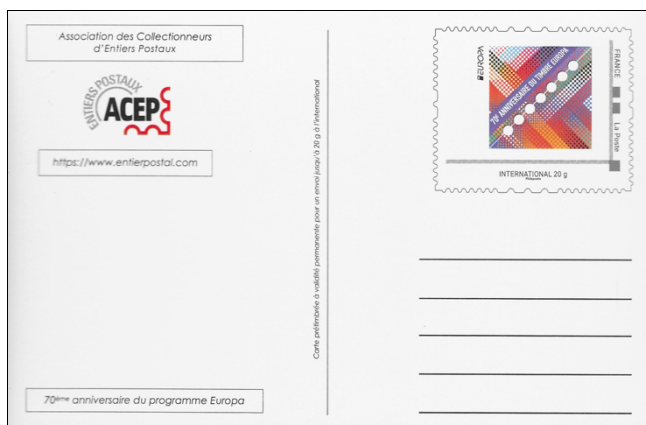 Association des Collectionneurs
d'Entiers Postaux
ENTIERS POSTAUX
ACEP
https://www.entierpostal.com
70ème anniversaire du programme Europa
Carte prétimbrée à validité permanente pour un envoi jusqu'à 20 g à l'international
EUROPA
70e ANNIVERSAIRE DU TIMBRE EUROPA
FRANCE
La Poste
INTERNATIONAL 20 g
Philaposte